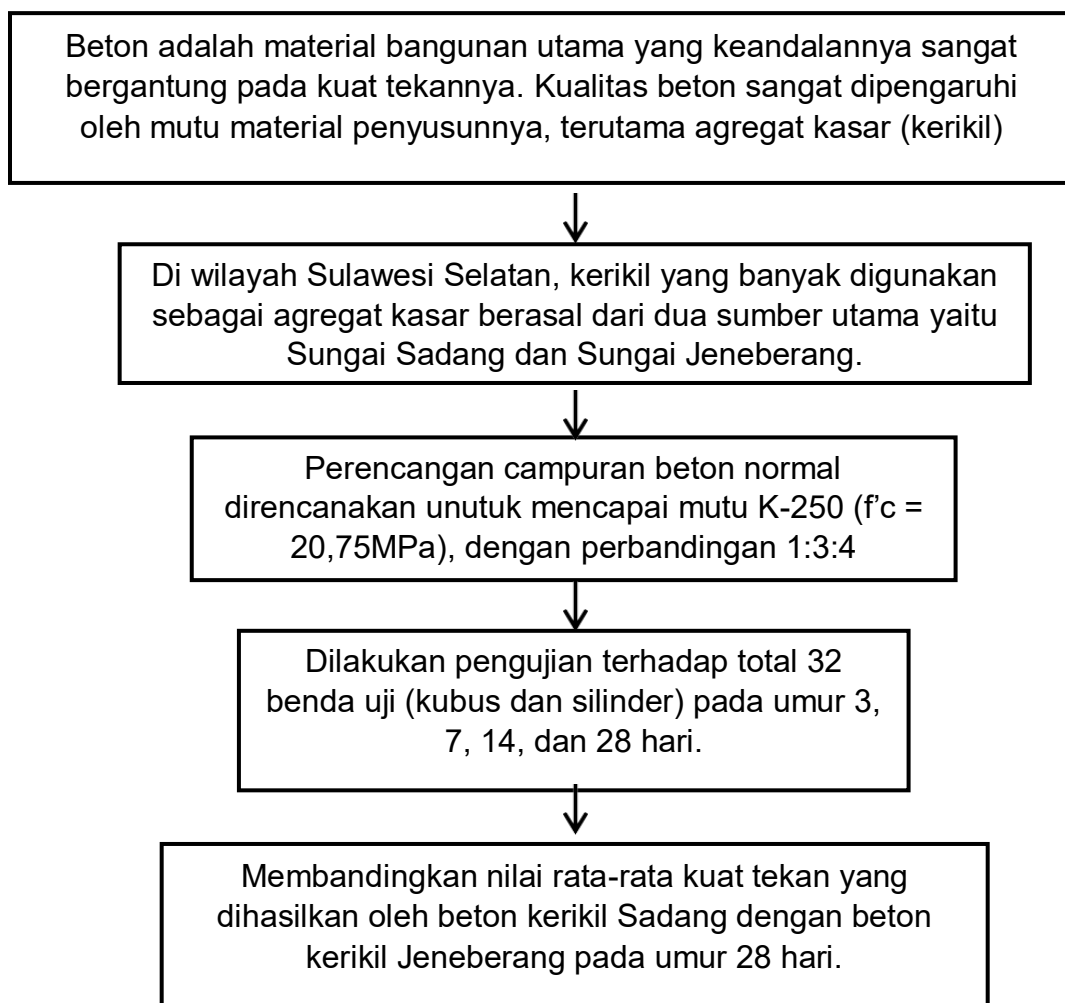 Beton adalah material bangunan utama yang keandalannya sangat
bergantung pada kuat tekannya. Kualitas beton sangat dipengaruhi
oleh mutu material penyusunnya, terutama agregat kasar (kerikil)
Di wilayah Sulawesi Selatan, kerikil yang banyak digunakan
sebagai agregat kasar berasal dari dua sumber utama yaitu
Sungai Sadang dan Sungai Jeneberang.
Perencangan campuran beton normal
direncanakan unutuk mencapai mutu K-250 (f’c =
20,75MPa), dengan perbandingan 1:3:4
Dilakukan pengujian terhadap total 32
benda uji (kubus dan silinder) pada umur 3,
7, 14, dan 28 hari.
Membandingkan nilai rata-rata kuat tekan yang
dihasilkan oleh beton kerikil Sadang dengan beton
kerikil Jeneberang pada umur 28 hari.